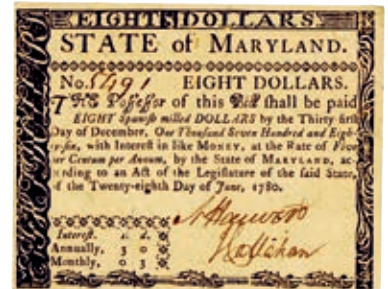 EIGHTSDOLLARS
STATE of MARYLAND.
No. 5491 EIGHT DOLLARS.
THE Possessor of this Bill shall be paid
EIGHT Spanish milled DOLLARS by the Thirty-first
Day of December, One Thousand Seven Hundred and Eigh-
ty-six, with Interest in like MONEY, at the Rate of Five
per Centum per Annum, by the State of MARYLAND, ac-
cording to an Act of the Legislature of the said State,
of the Twenty-eighth Day of June, 1780.
Interest. s. d.
Annually, 3 0
Monthly, 0 3